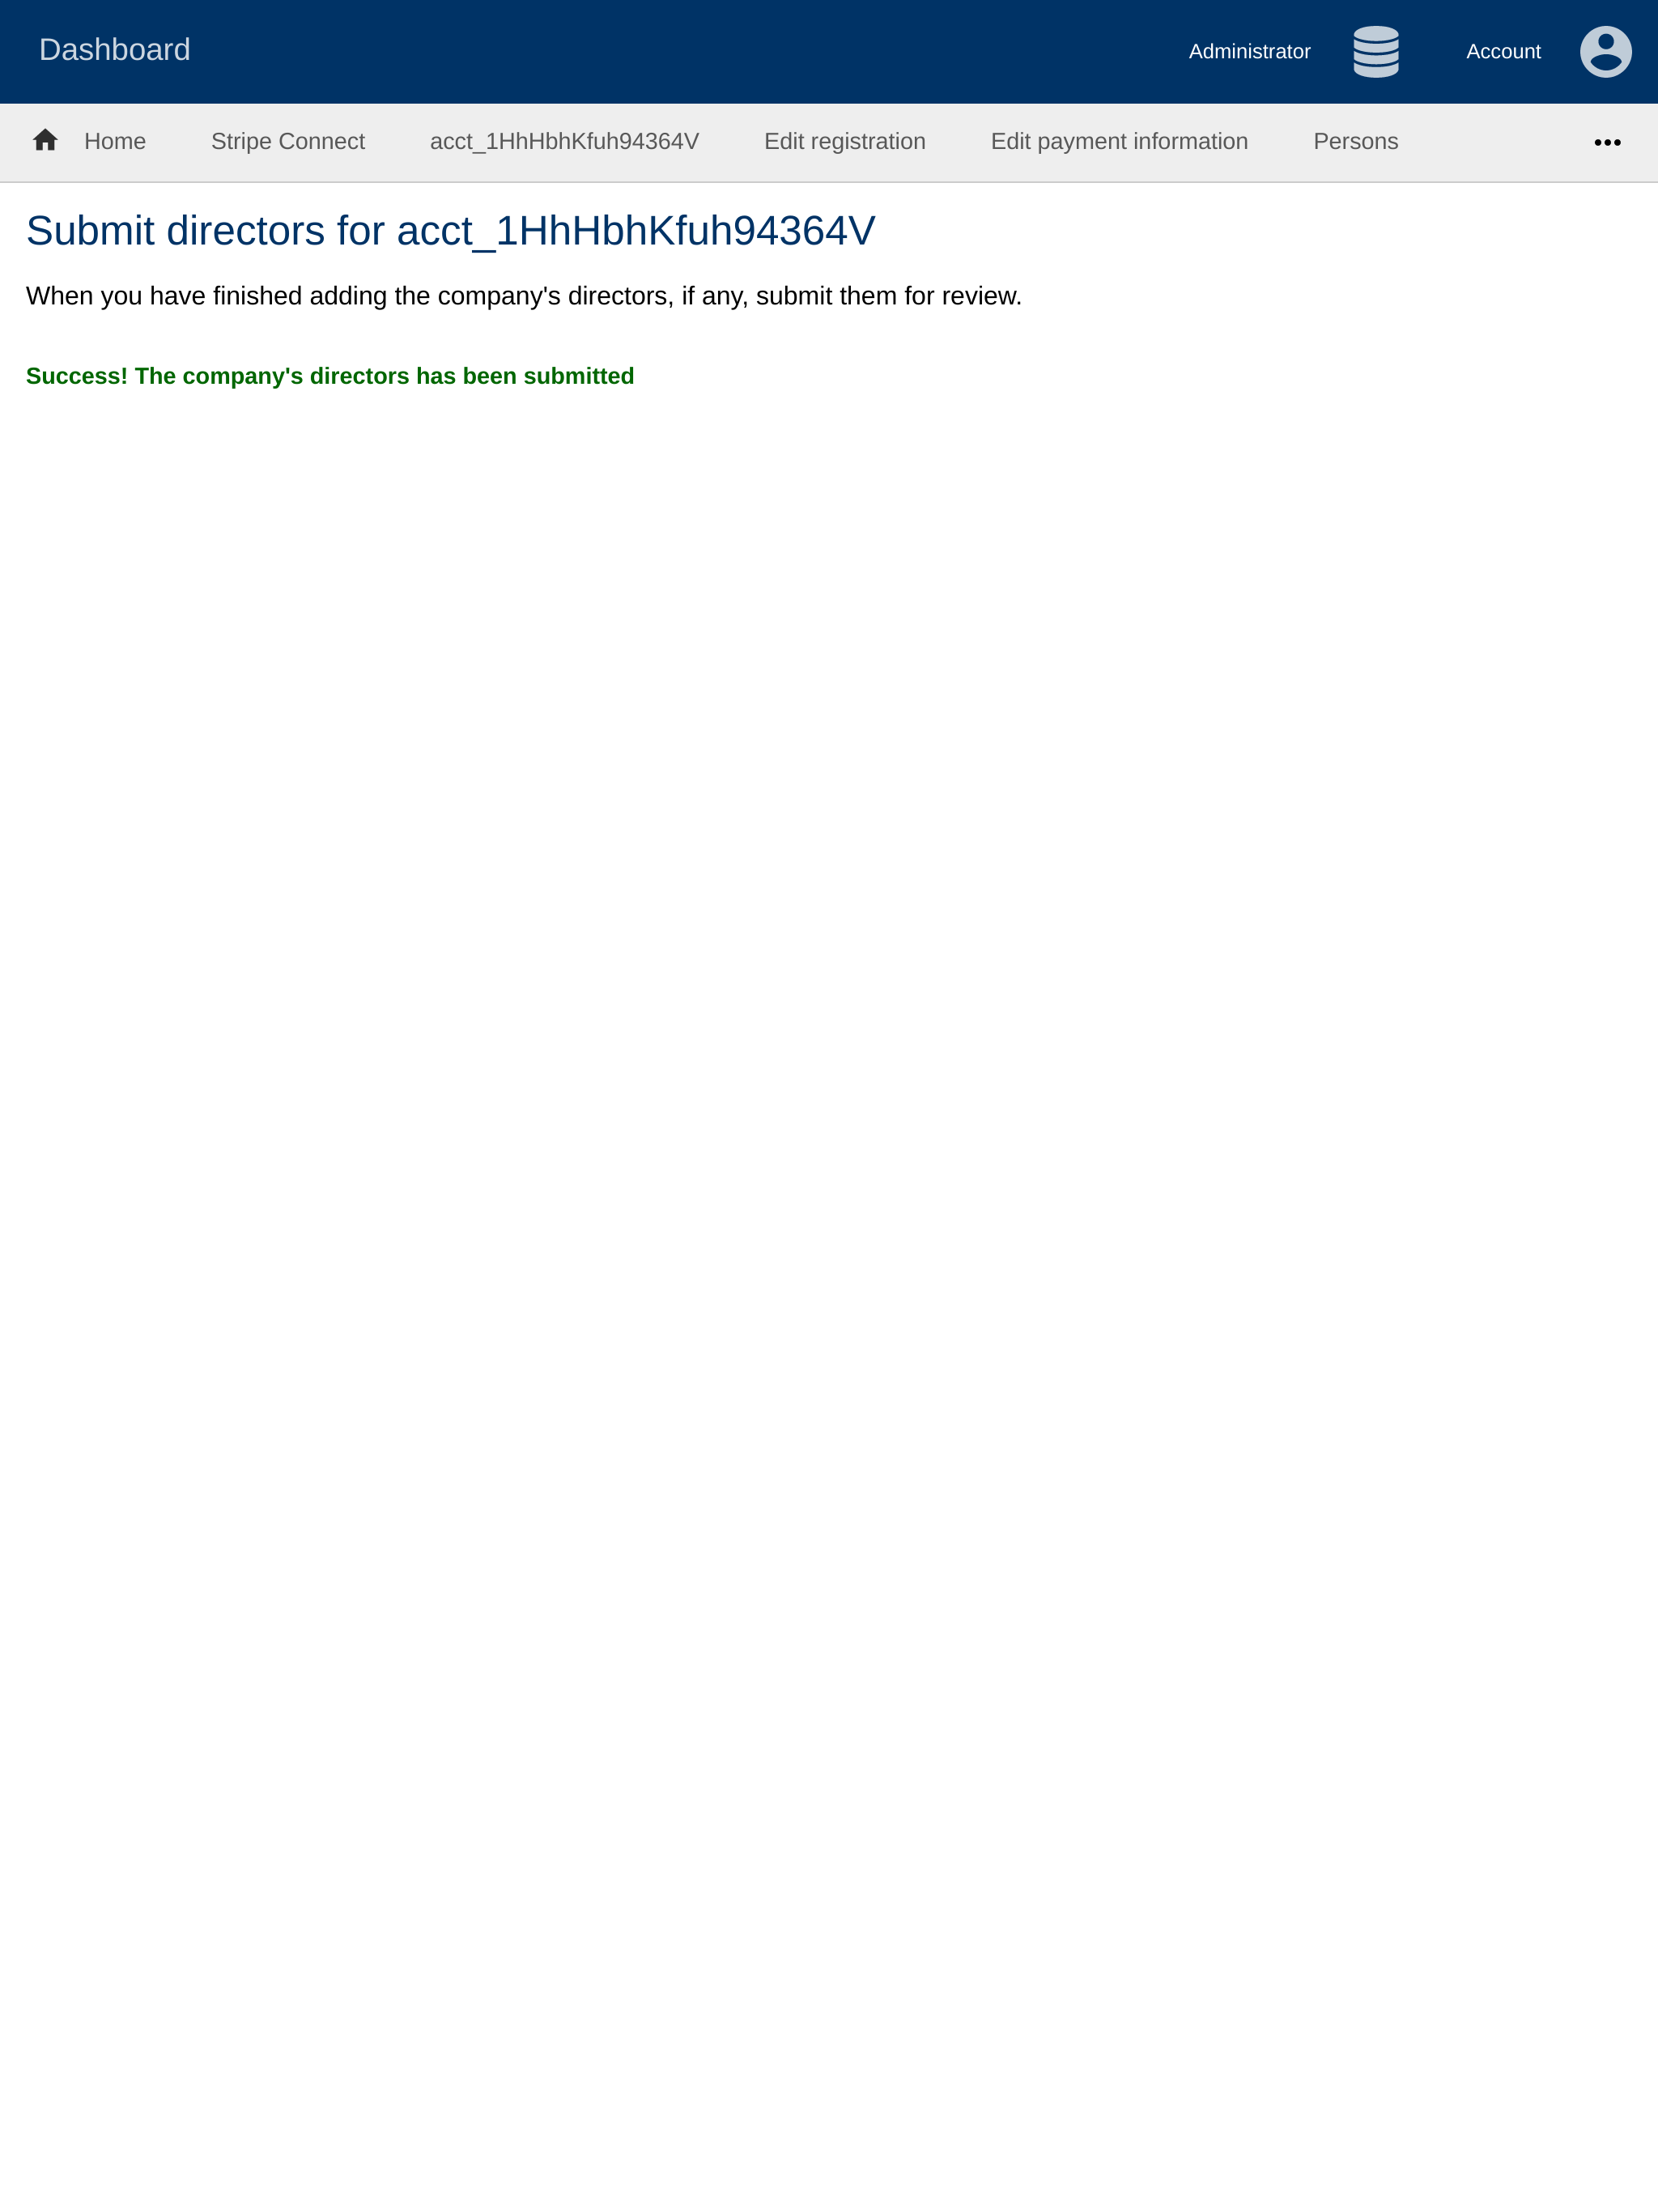 Dashboard
Administrator
Account
Home
Stripe Connect
acct_1HhHbhKfuh94364V
Edit registration
Edit payment information
Persons
Submit directors for acct_1HhHbhKfuh94364V
When you have finished adding the company's directors, if any, submit them for review.
Success! The company's directors has been submitted